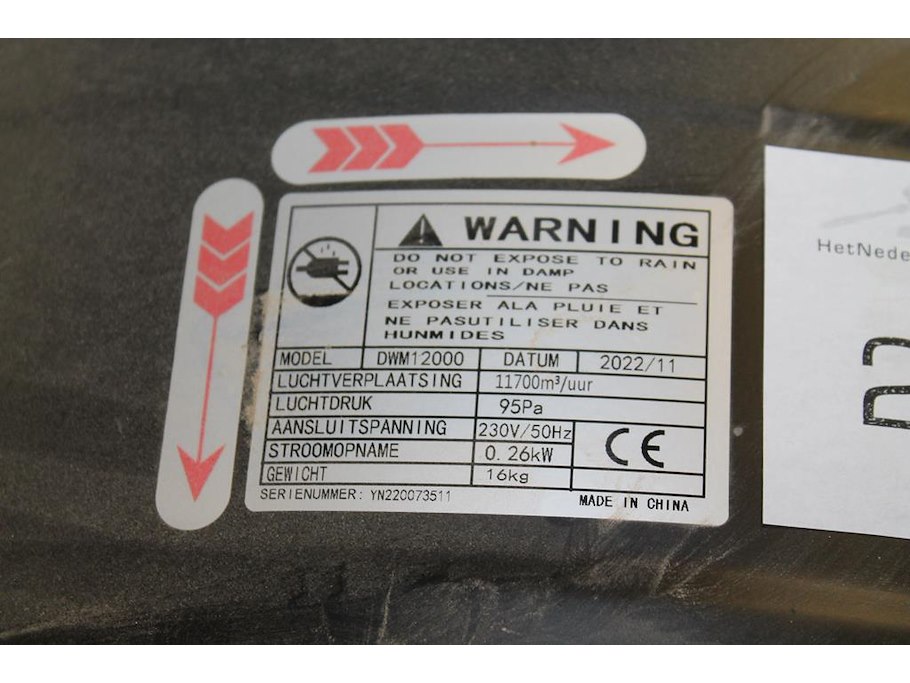 WARNING
DO NOT EXPOSE TO RAIN
OR USE IN DAMP
LOCATIONS/NE PAS
EXPOSER ALA PLUIE ET
NE PASUTILISER DANS
HUNMIDES
MODEL DWM12000 DATUM 2022/11
LUCHTVERPLAATSING 11700m³/uur
LUCHTDRUK 95Pa
AANSLUITSPANNING 230V/50Hz
STROOMOPNAME 0.26kW
CE
GEWICHT 16kg
SERIENUMMER: YN220073511
MADE IN CHINA
HetNede